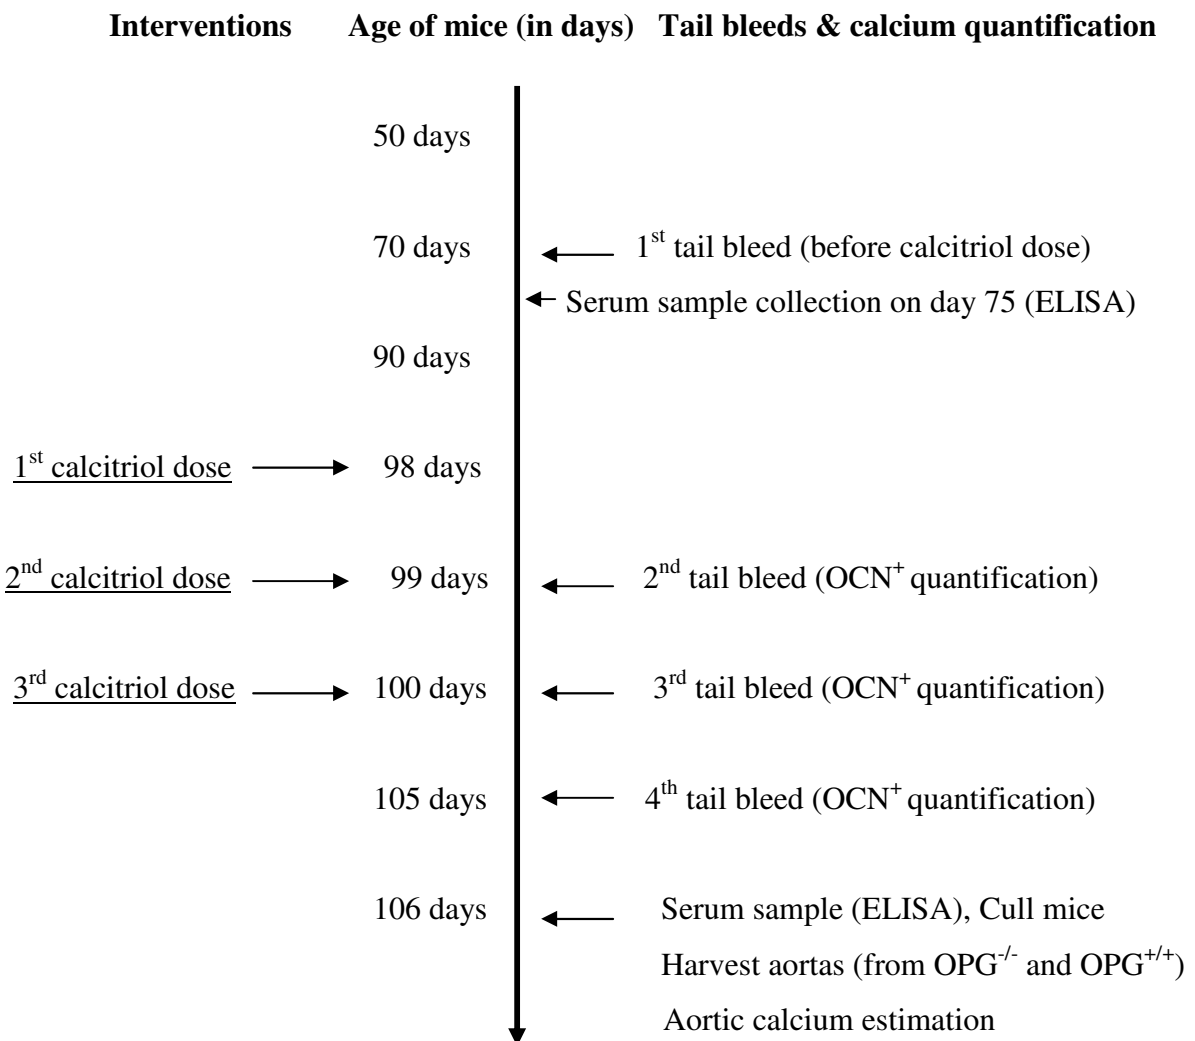 Interventions Age of mice (in days) Tail bleeds & calcium quantification
50 days
70 days 1st tail bleed (before calcitriol dose)
Serum sample collection on day 75 (ELISA)
90 days
1st calcitriol dose 98 days
2nd calcitriol dose 99 days 2nd tail bleed (OCN+ quantification)
3rd calcitriol dose 100 days 3rd tail bleed (OCN+ quantification)
105 days 4th tail bleed (OCN+ quantification)
106 days Serum sample (ELISA), Cull mice
Harvest aortas (from OPG-/- and OPG+/+)
Aortic calcium estimation